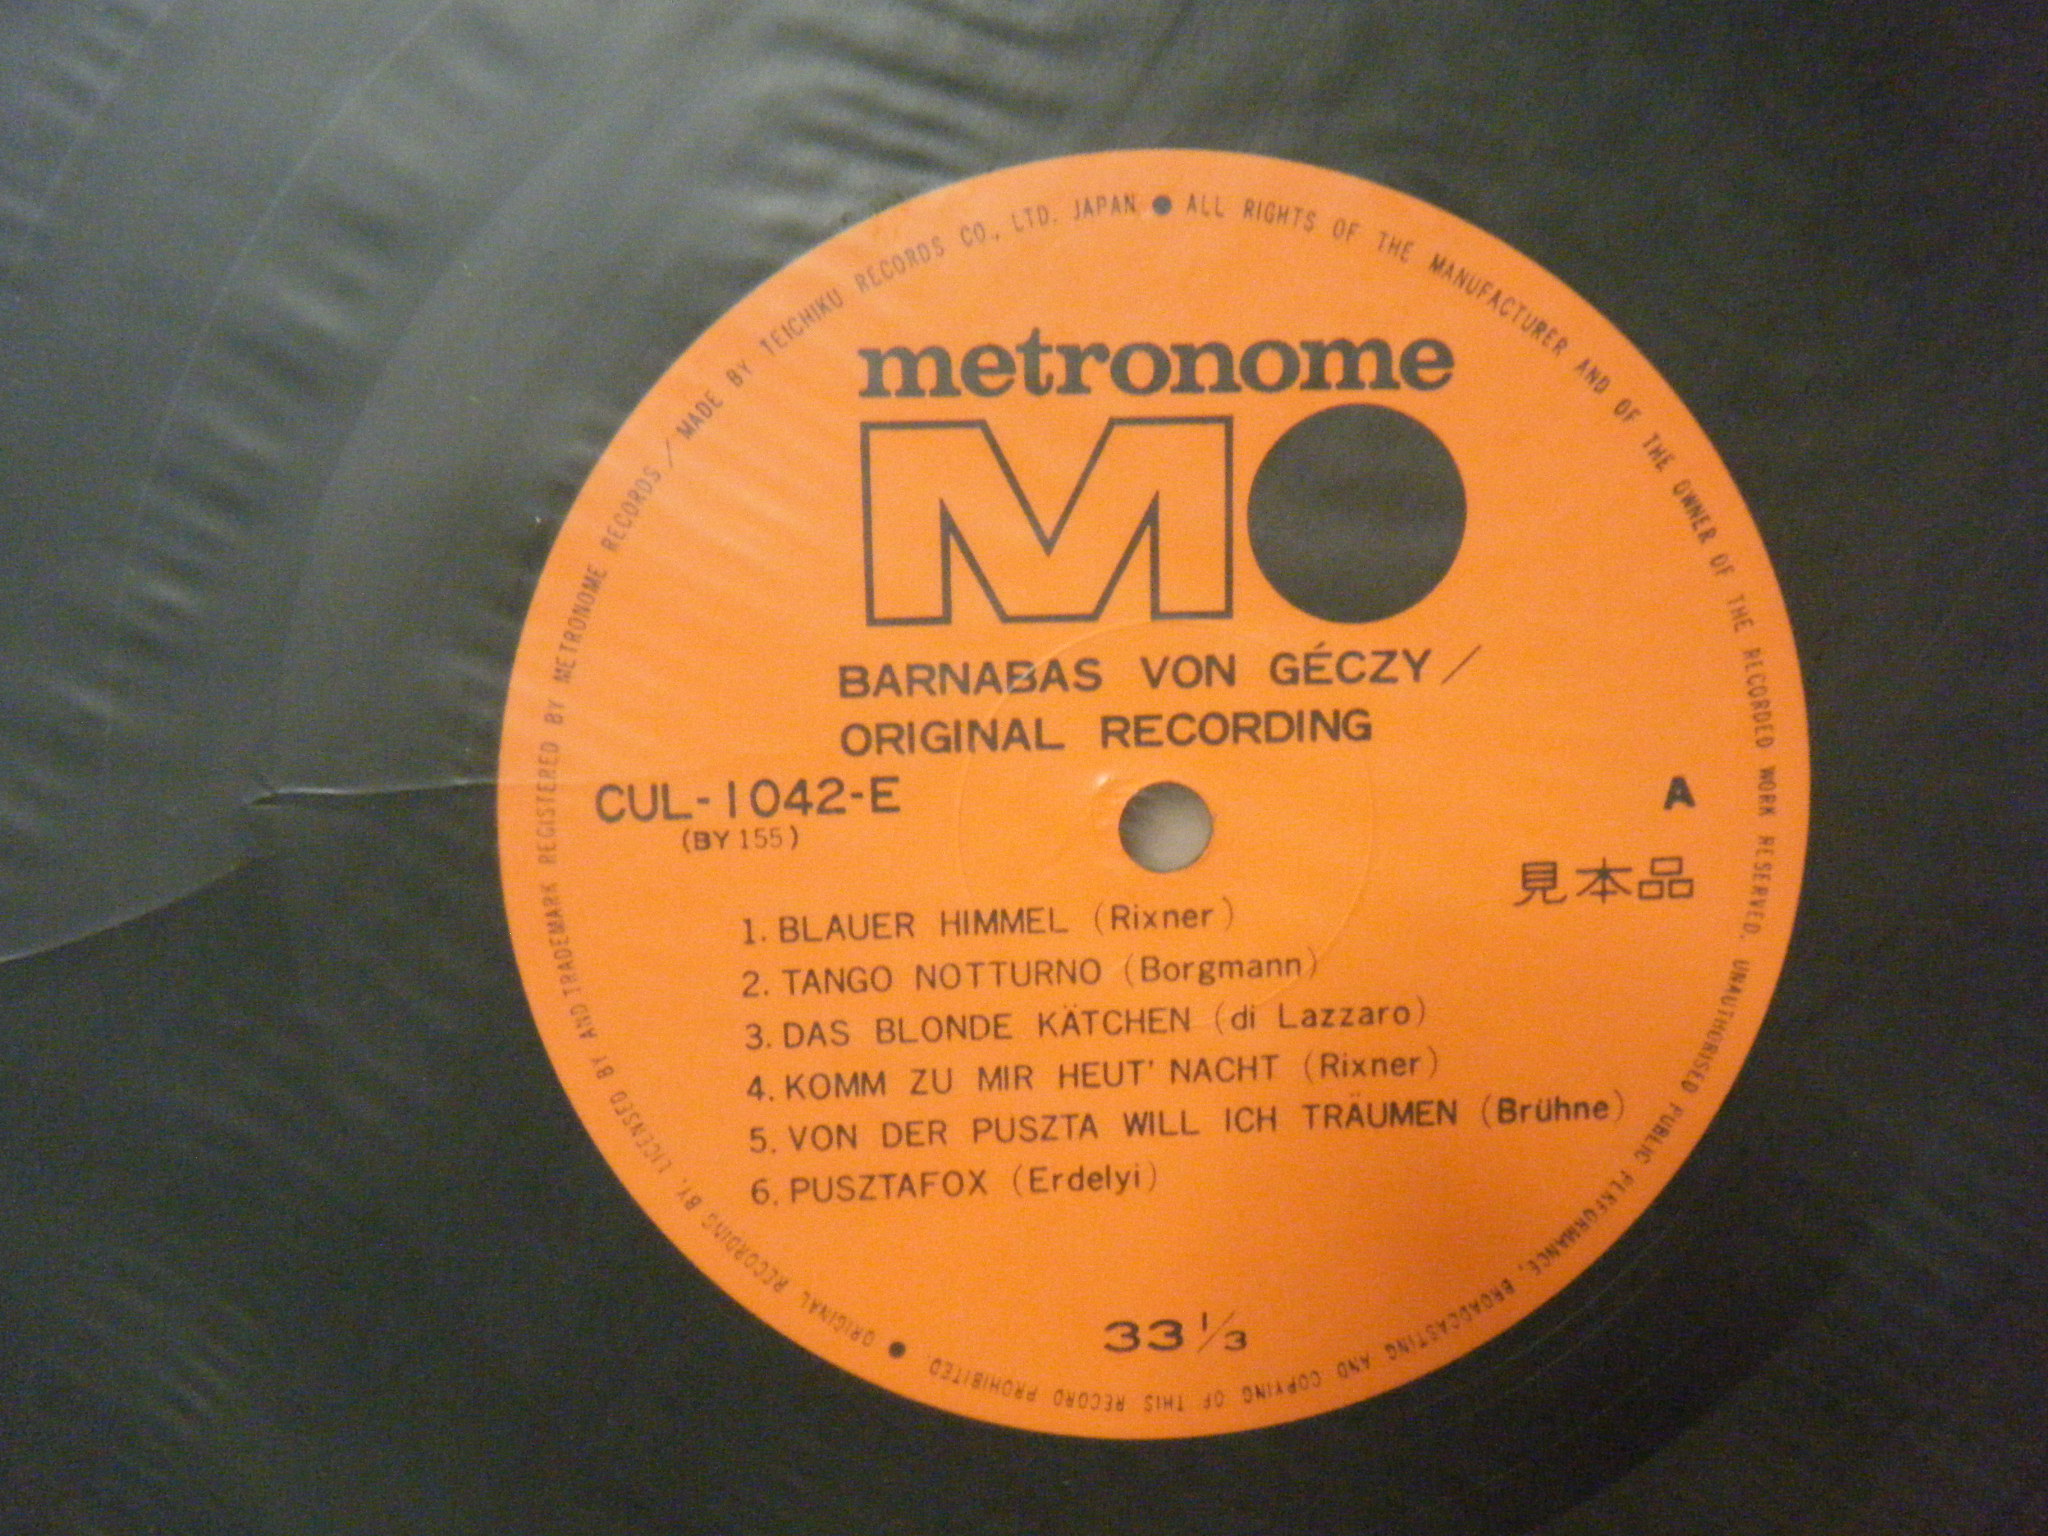 metronome
MO
BARNABAS VON GÉCZY/
ORIGINAL RECORDING
CUL-1042-E
(BY 155)
A
見本品
1. BLAUER HIMMEL (Rixner)
2. TANGO NOTTURNO (Borgmann)
3. DAS BLONDE KÄTCHEN (di Lazzaro)
4. KOMM ZU MIR HEUT' NACHT (Rixner)
5. VON DER PUSZTA WILL ICH TRÄUMEN (Brühne)
6. PUSZTAFOX (Erdelyi)
33 1/3
ORIGINAL RECORDING BY, LICENSED BY AND TRADEMARK REGISTERED BY METRONOME RECORDS/MADE BY TEICHIKU RECORDS CO., LTD. JAPAN ● ALL RIGHTS OF THE MANUFACTURER AND OF THE OWNER OF THE RECORDED WORK RESERVED. UNAUTHORISED PUBLIC PERFORMANCE, BROADCASTING AND COPYING OF THIS RECORD PROHIBITED. ●